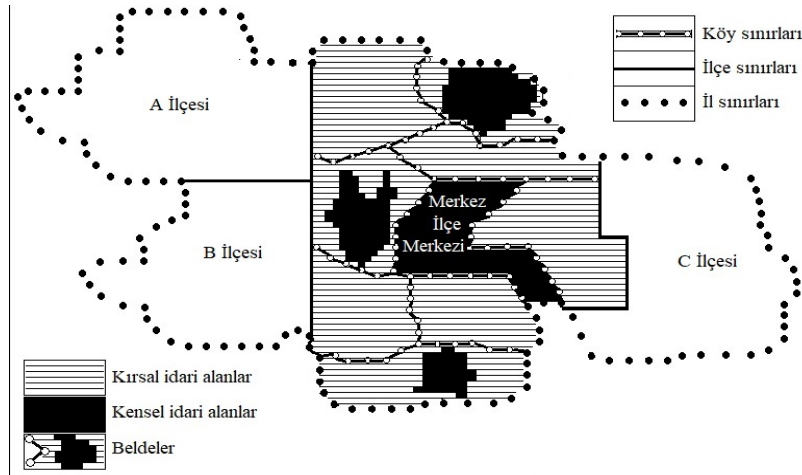 Köy sınırları
İlçe sınırları
İl sınırları
A İlçesi
Merkez
İlçe
Merkezi
B İlçesi
C İlçesi
Kırsal idari alanlar
Kensel idari alanlar
Beldeler